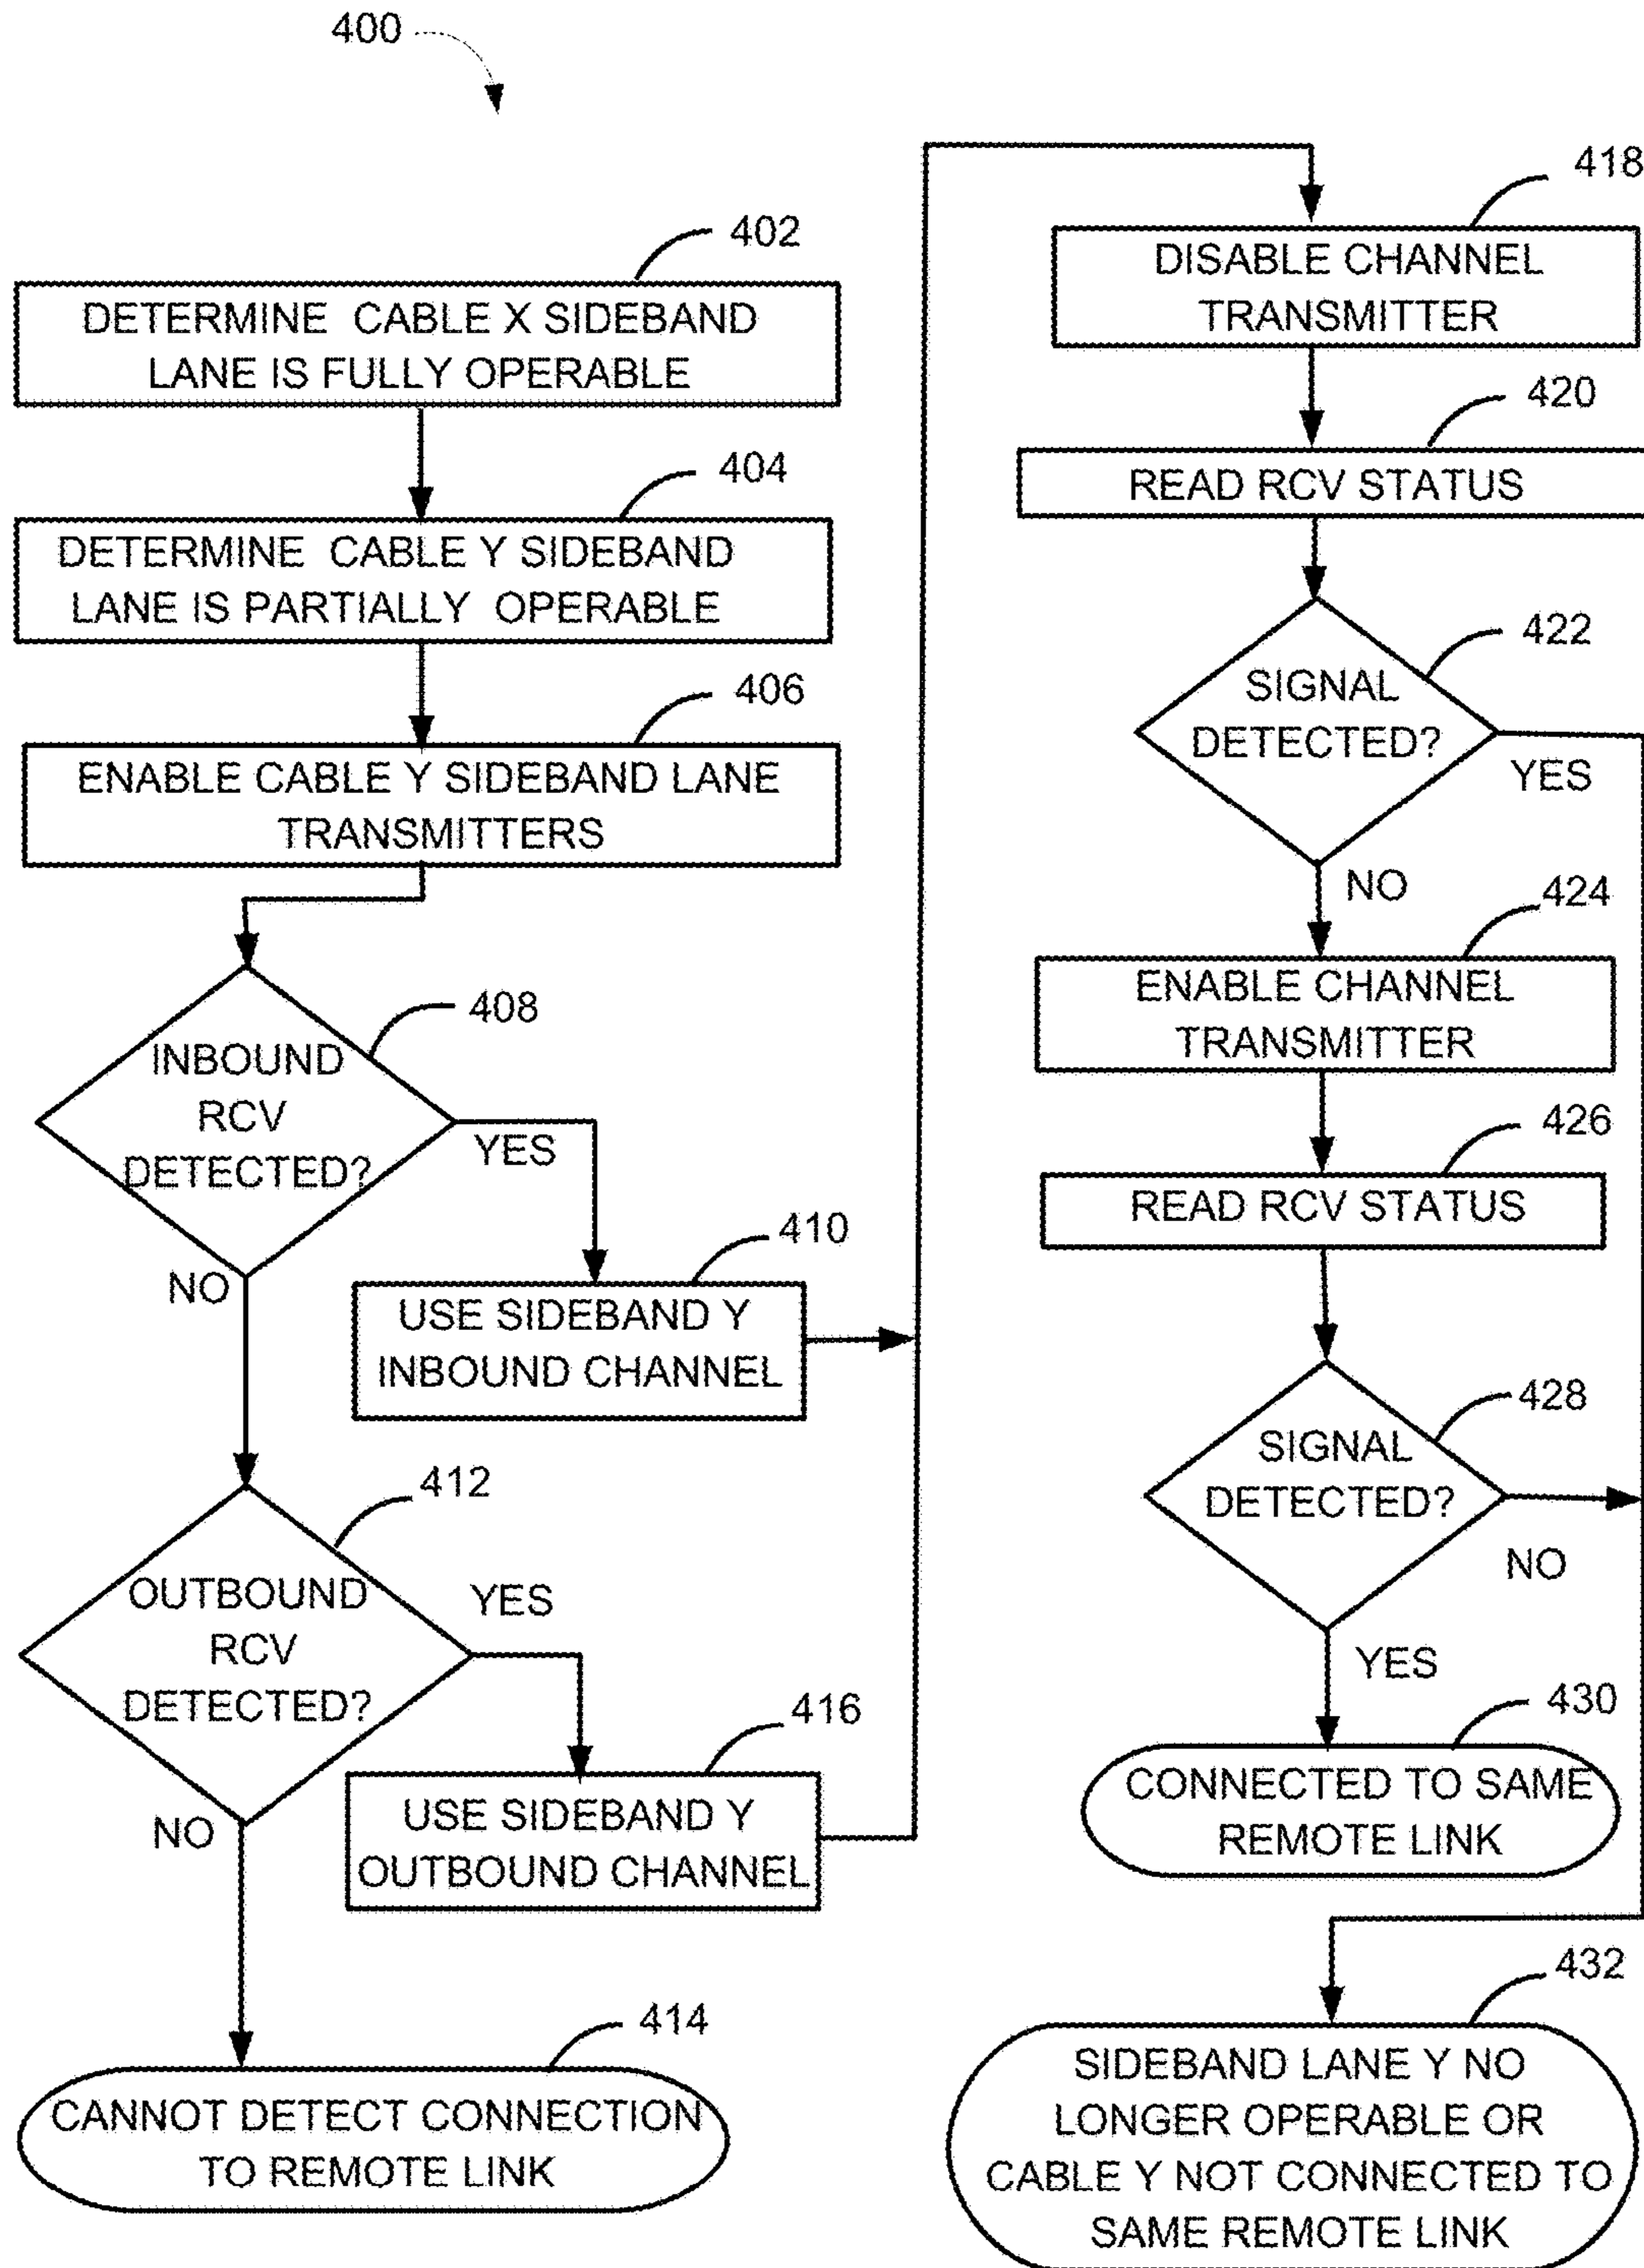 400
402
DETERMINE CABLE X SIDEBAND
LANE IS FULLY OPERABLE
404
DETERMINE CABLE Y SIDEBAND
LANE IS PARTIALLY OPERABLE
406
ENABLE CABLE Y SIDEBAND LANE
TRANSMITTERS
408
INBOUND
RCV
DETECTED?
YES
NO
410
USE SIDEBAND Y
INBOUND CHANNEL
412
OUTBOUND
RCV
DETECTED?
YES
NO
416
USE SIDEBAND Y
OUTBOUND CHANNEL
414
CANNOT DETECT CONNECTION
TO REMOTE LINK
418
DISABLE CHANNEL
TRANSMITTER
420
READ RCV STATUS
422
SIGNAL
DETECTED?
YES
NO
424
ENABLE CHANNEL
TRANSMITTER
426
READ RCV STATUS
428
SIGNAL
DETECTED?
NO
YES
430
CONNECTED TO SAME
REMOTE LINK
432
SIDEBAND LANE Y NO
LONGER OPERABLE OR
CABLE Y NOT CONNECTED TO
SAME REMOTE LINK